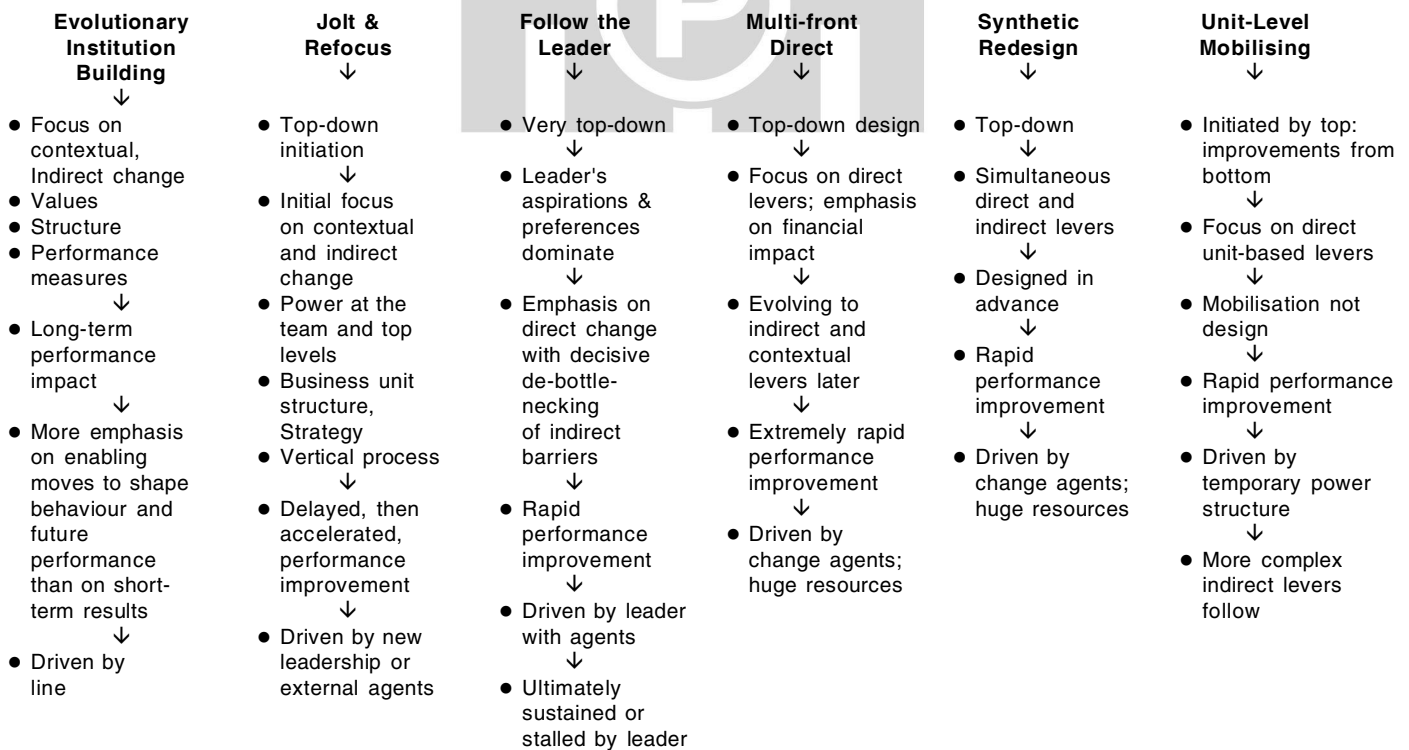 Evolutionary
Institution
Building
↓
● Focus on
contextual,
Indirect change
● Values
● Structure
● Performance
measures
↓
● Long-term
performance
impact
↓
● More emphasis
on enabling
moves to shape
behaviour and
future
performance
than on short-
term results
↓
● Driven by
line
Jolt &
Refocus
↓
● Top-down
initiation
↓
● Initial focus
on contextual
and indirect
change
● Power at the
team and top
levels
● Business unit
structure,
Strategy
● Vertical process
↓
● Delayed, then
accelerated,
performance
improvement
↓
● Driven by new
leadership or
external agents
Follow the
Leader
↓
● Very top-down
↓
● Leader's
aspirations &
preferences
dominate
↓
● Emphasis on
direct change
with decisive
de-bottle-
necking
of indirect
barriers
↓
● Rapid
performance
improvement
↓
● Driven by leader
with agents
↓
● Ultimately
sustained or
stalled by leader
Multi-front
Direct
↓
● Top-down design
↓
● Focus on direct
levers; emphasis
on financial
impact
↓
● Evolving to
indirect and
contextual
levers later
↓
● Extremely rapid
performance
improvement
↓
● Driven by
change agents;
huge resources
Synthetic
Redesign
↓
● Top-down
↓
● Simultaneous
direct and
indirect levers
↓
● Designed in
advance
↓
● Rapid
performance
improvement
↓
● Driven by
change agents;
huge resources
Unit-Level
Mobilising
↓
● Initiated by top:
improvements from
bottom
↓
● Focus on direct
unit-based levers
↓
● Mobilisation not
design
↓
● Rapid performance
improvement
↓
● Driven by
temporary power
structure
↓
● More complex
indirect levers
follow
P